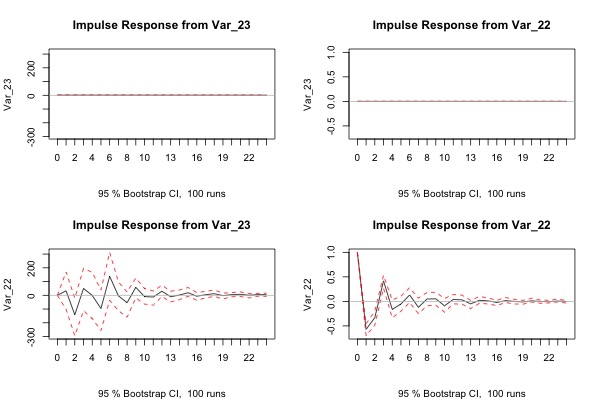 Impulse Response from Var_23
Var_23
200
0
-300
0 2 4 6 8 10 13 16 19 22
95 % Bootstrap CI,  100 runs
Impulse Response from Var_22
Var_23
1.0
0.5
0.0
-0.5
0 2 4 6 8 10 13 16 19 22
95 % Bootstrap CI,  100 runs
Impulse Response from Var_23
Var_22
200
0
-300
0 2 4 6 8 10 13 16 19 22
95 % Bootstrap CI,  100 runs
Impulse Response from Var_22
Var_22
1.0
0.5
0.0
-0.5
0 2 4 6 8 10 13 16 19 22
95 % Bootstrap CI,  100 runs